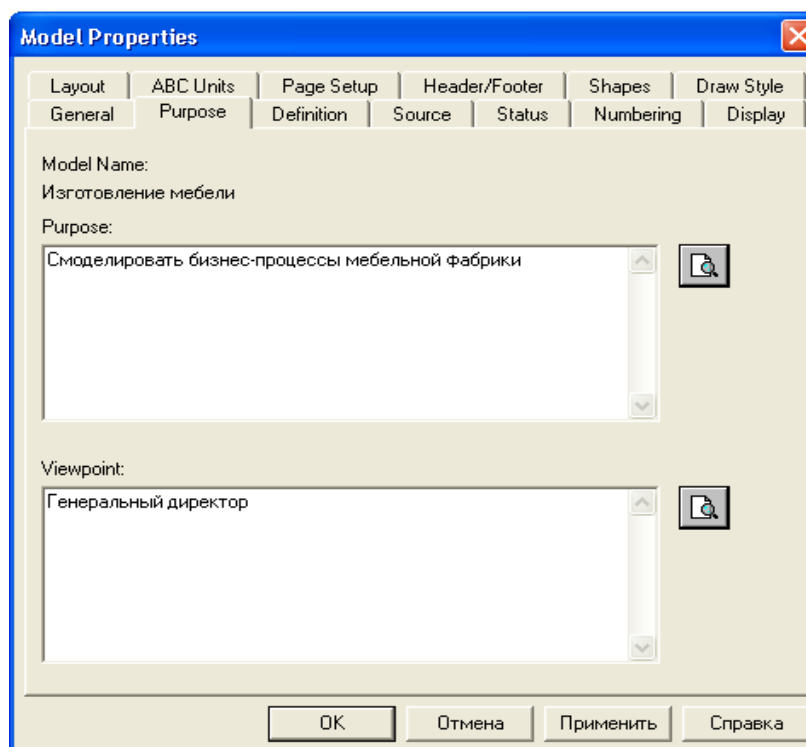 Model Properties
Layout ABC Units Page Setup Header/Footer Shapes Draw Style
General Purpose Definition Source Status Numbering Display
Model Name:
Изготовление мебели
Purpose:
Смоделировать бизнес-процессы мебельной фабрики
Viewpoint:
Генеральный директор
OK Отмена Применить Справка